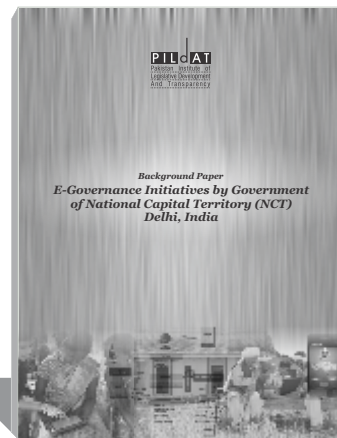 PILDAT
Pakistan Institute of
Legislative Development
And Transparency
Background Paper
E-Governance Initiatives by Government
of National Capital Territory (NCT)
Delhi, India